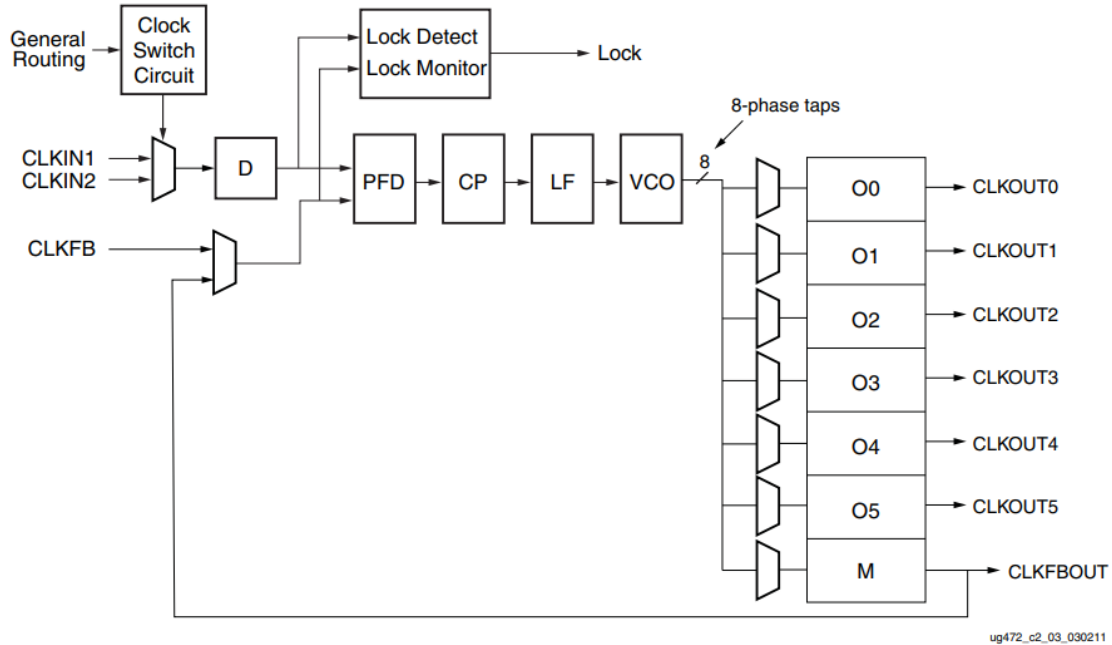 General
Routing
Clock
Switch
Circuit
Lock Detect
Lock Monitor
Lock
8-phase taps
8
CLKIN1
CLKIN2
D
PFD
CP
LF
VCO
CLKFB
O0
CLKOUT0
O1
CLKOUT1
O2
CLKOUT2
O3
CLKOUT3
O4
CLKOUT4
O5
CLKOUT5
M
CLKFBOUT
ug472_c2_03_030211